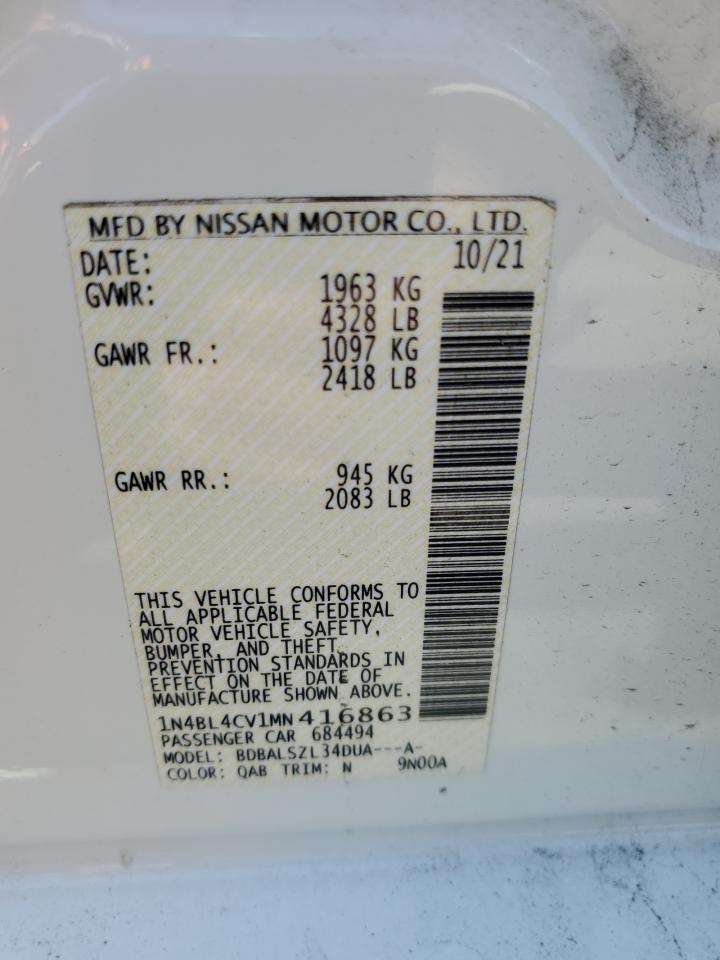 MFD BY NISSAN MOTOR CO., LTD.
DATE: 10/21
GVWR: 1963 KG
4328 LB
GAWR FR.: 1097 KG
2418 LB
GAWR RR.: 945 KG
2083 LB
THIS VEHICLE CONFORMS TO
ALL APPLICABLE FEDERAL
MOTOR VEHICLE SAFETY,
BUMPER, AND THEFT
PREVENTION STANDARDS IN
EFFECT ON THE DATE OF
MANUFACTURE SHOWN ABOVE.
1N4BL4CV1MN416863
PASSENGER CAR 684494
MODEL: BDBALSZL34DUA---A-
COLOR: QAB TRIM: N 9N00A